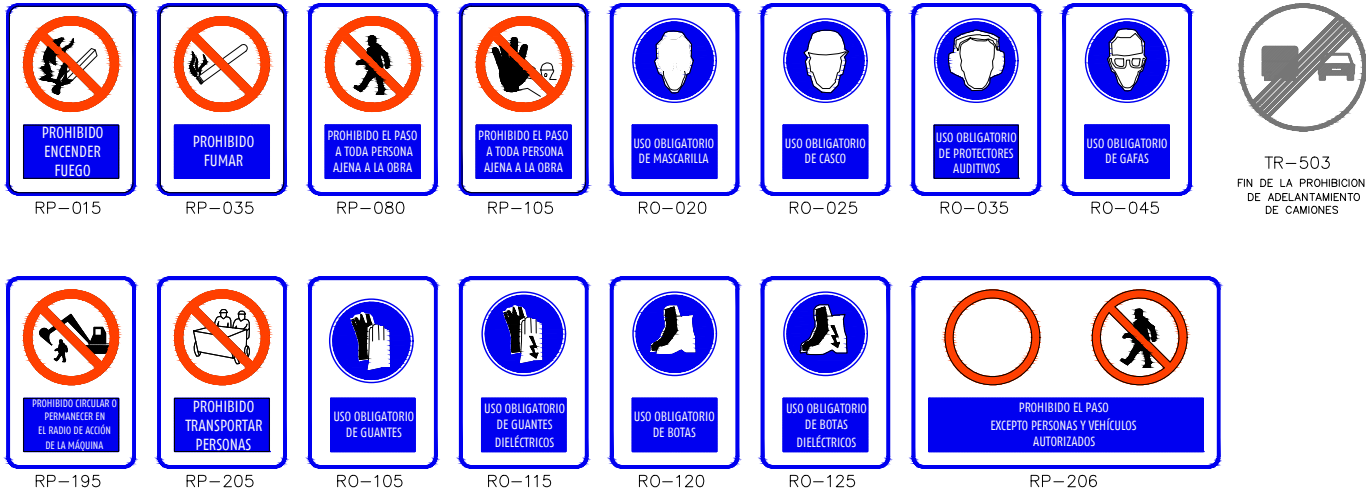 PROHIBIDO
ENCENDER
FUEGO
RP-015
PROHIBIDO
FUMAR
RP-035
PROHIBIDO EL PASO
A TODA PERSONA
AJENA A LA OBRA
RP-080
PROHIBIDO EL PASO
A TODA PERSONA
AJENA A LA OBRA
RP-105
USO OBLIGATORIO
DE MASCARILLA
RO-020
USO OBLIGATORIO
DE CASCO
RO-025
USO OBLIGATORIO
DE PROTECTORES
AUDITIVOS
RO-035
USO OBLIGATORIO
DE GAFAS
RO-045
TR-503
FIN DE LA PROHIBICION
DE ADELANTAMIENTO
DE CAMIONES
PROHIBIDO CIRCULAR O
PERMANECER EN
EL RADIO DE ACCIÓN
DE LA MÁQUINA
RP-195
PROHIBIDO
TRANSPORTAR
PERSONAS
RP-205
USO OBLIGATORIO
DE GUANTES
RO-105
USO OBLIGATORIO
DE GUANTES
DIELÉCTRICOS
RO-115
USO OBLIGATORIO
DE BOTAS
RO-120
USO OBLIGATORIO
DE BOTAS
DIELÉCTRICOS
RO-125
PROHIBIDO EL PASO
EXCEPTO PERSONAS Y VEHÍCULOS
AUTORIZADOS
RP-206